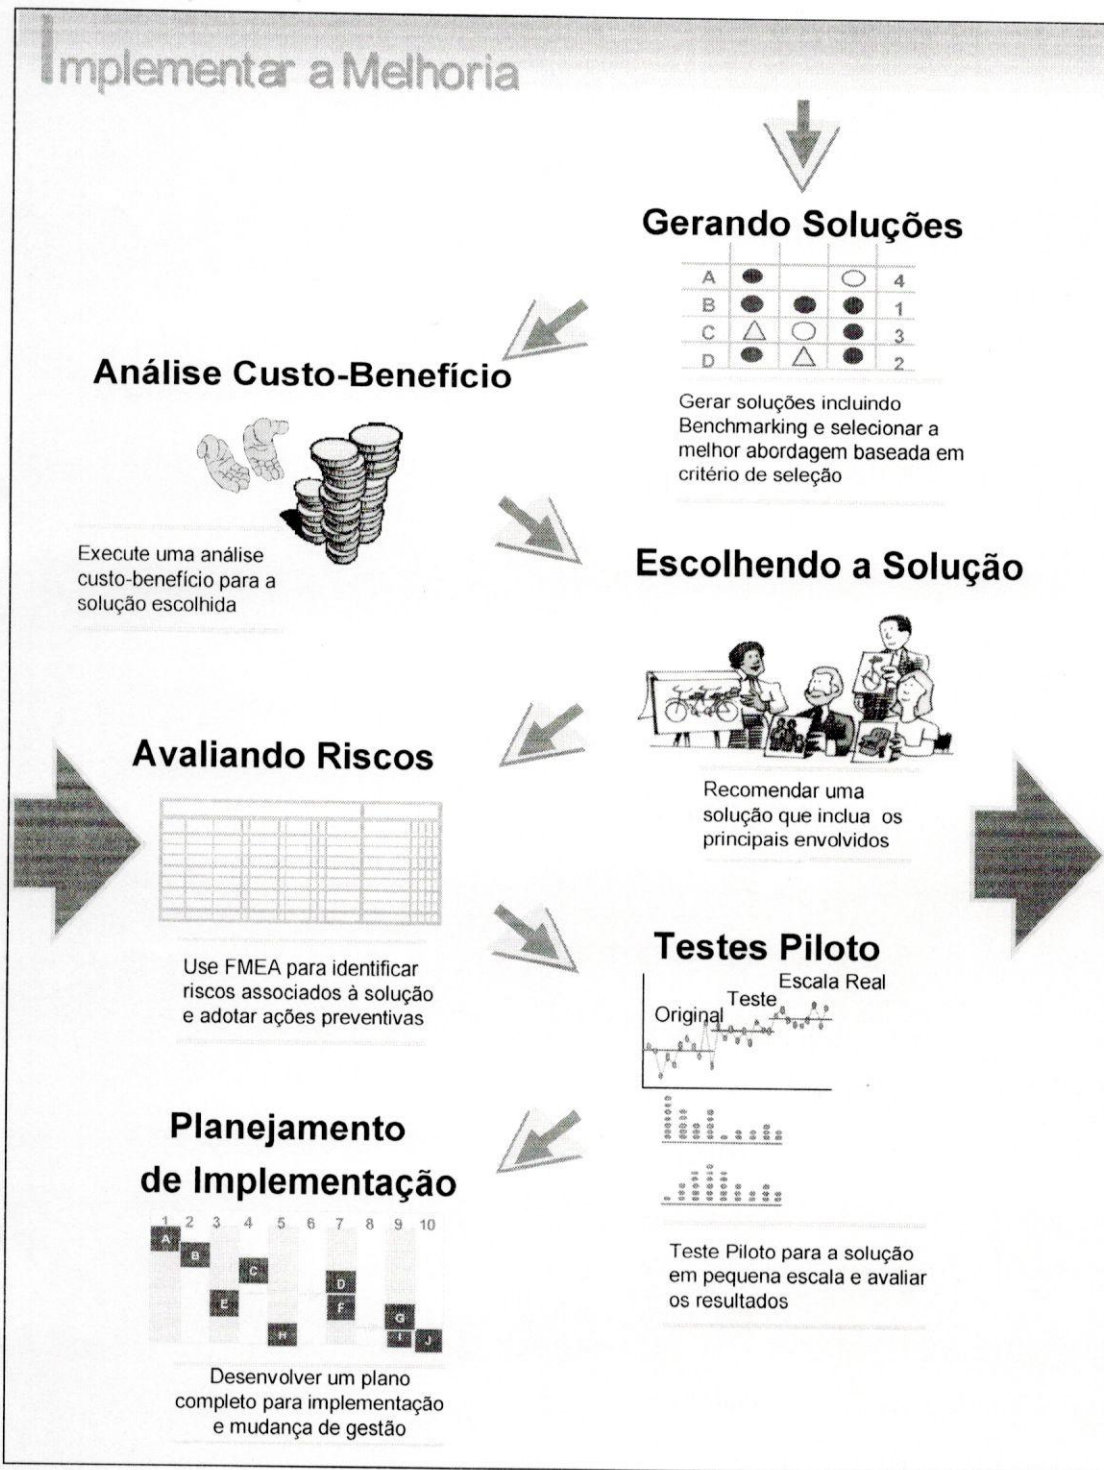 Implementar a Melhoria
Gerando Soluções
A 4
B 1
C 3
D 2
Gerar soluções incluindo
Benchmarking e selecionar a
melhor abordagem baseada em
critério de seleção
Análise Custo-Benefício
Execute uma análise
custo-benefício para a
solução escolhida
Escolhendo a Solução
Recomendar uma
solução que inclua os
principais envolvidos
Avaliando Riscos
Use FMEA para identificar
riscos associados à solução
e adotar ações preventivas
Testes Piloto
Escala Real
Teste
Original
Teste Piloto para a solução
em pequena escala e avaliar
os resultados
Planejamento
de Implementação
1 2 3 4 5 6 7 8 9 10
A
B
C
D
E F
G
H I J
Desenvolver um plano
completo para implementação
e mudança de gestão